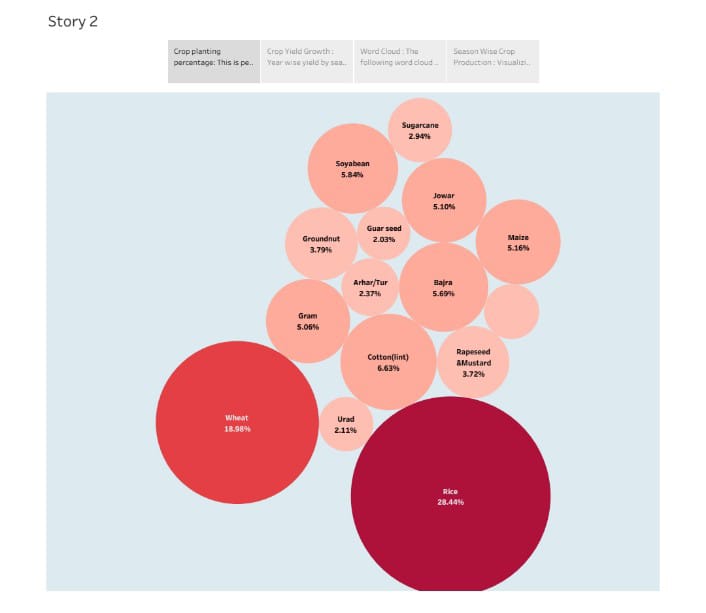 Story 2
Crop planting
percentage: This is pe..
Crop Yield Growth :
Year wise yield by sea..
Word Cloud : The
following word cloud ..
Season Wise Crop
Production : Visualizi..
Sugarcane
2.94%
Soyabean
5.84%
Jowar
5.10%
Guar seed
2.03%
Groundnut
3.79%
Maize
5.16%
Arhar/Tur
2.37%
Bajra
5.69%
Gram
5.06%
Cotton(lint)
6.63%
Rapeseed
&Mustard
3.72%
Wheat
18.98%
Urad
2.11%
Rice
28.44%